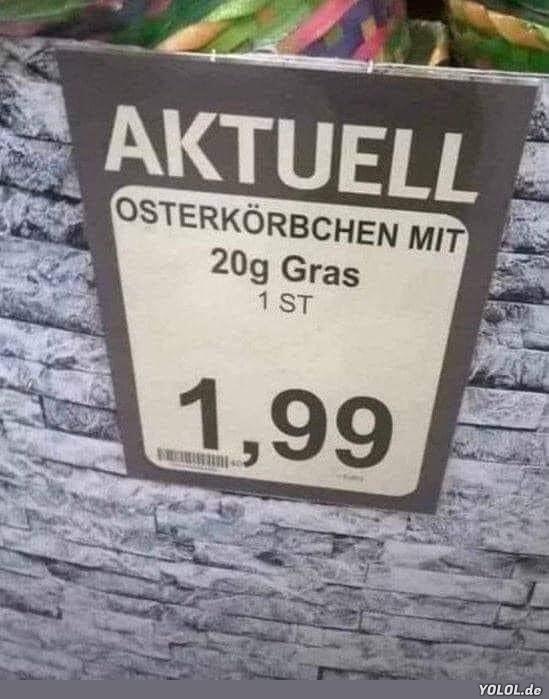 AKTUELL
OSTERKÖRBCHEN MIT
20g Gras
1 ST
1,99
YOLOL.de